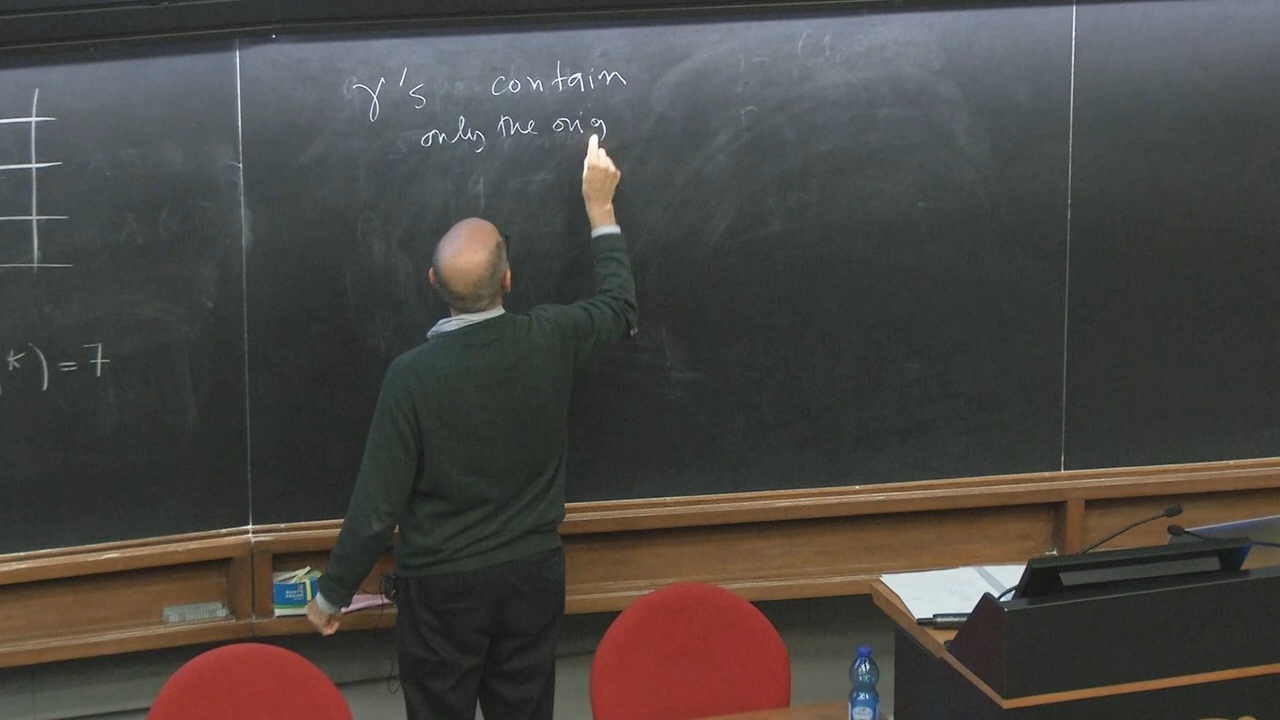 *) = 7
γ's contain
only the orig